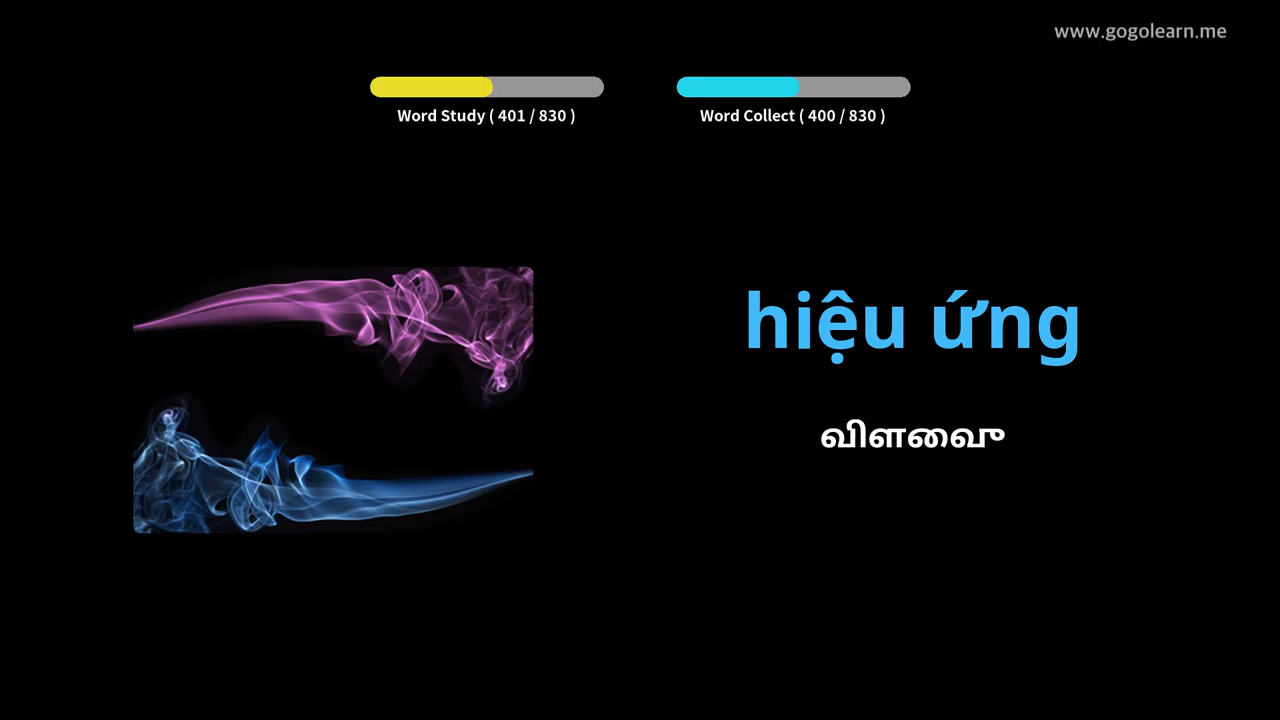 www.gogolearn.me
Word Study ( 401 / 830 )
Word Collect ( 400 / 830 )
hiệu ứng
விளைவு